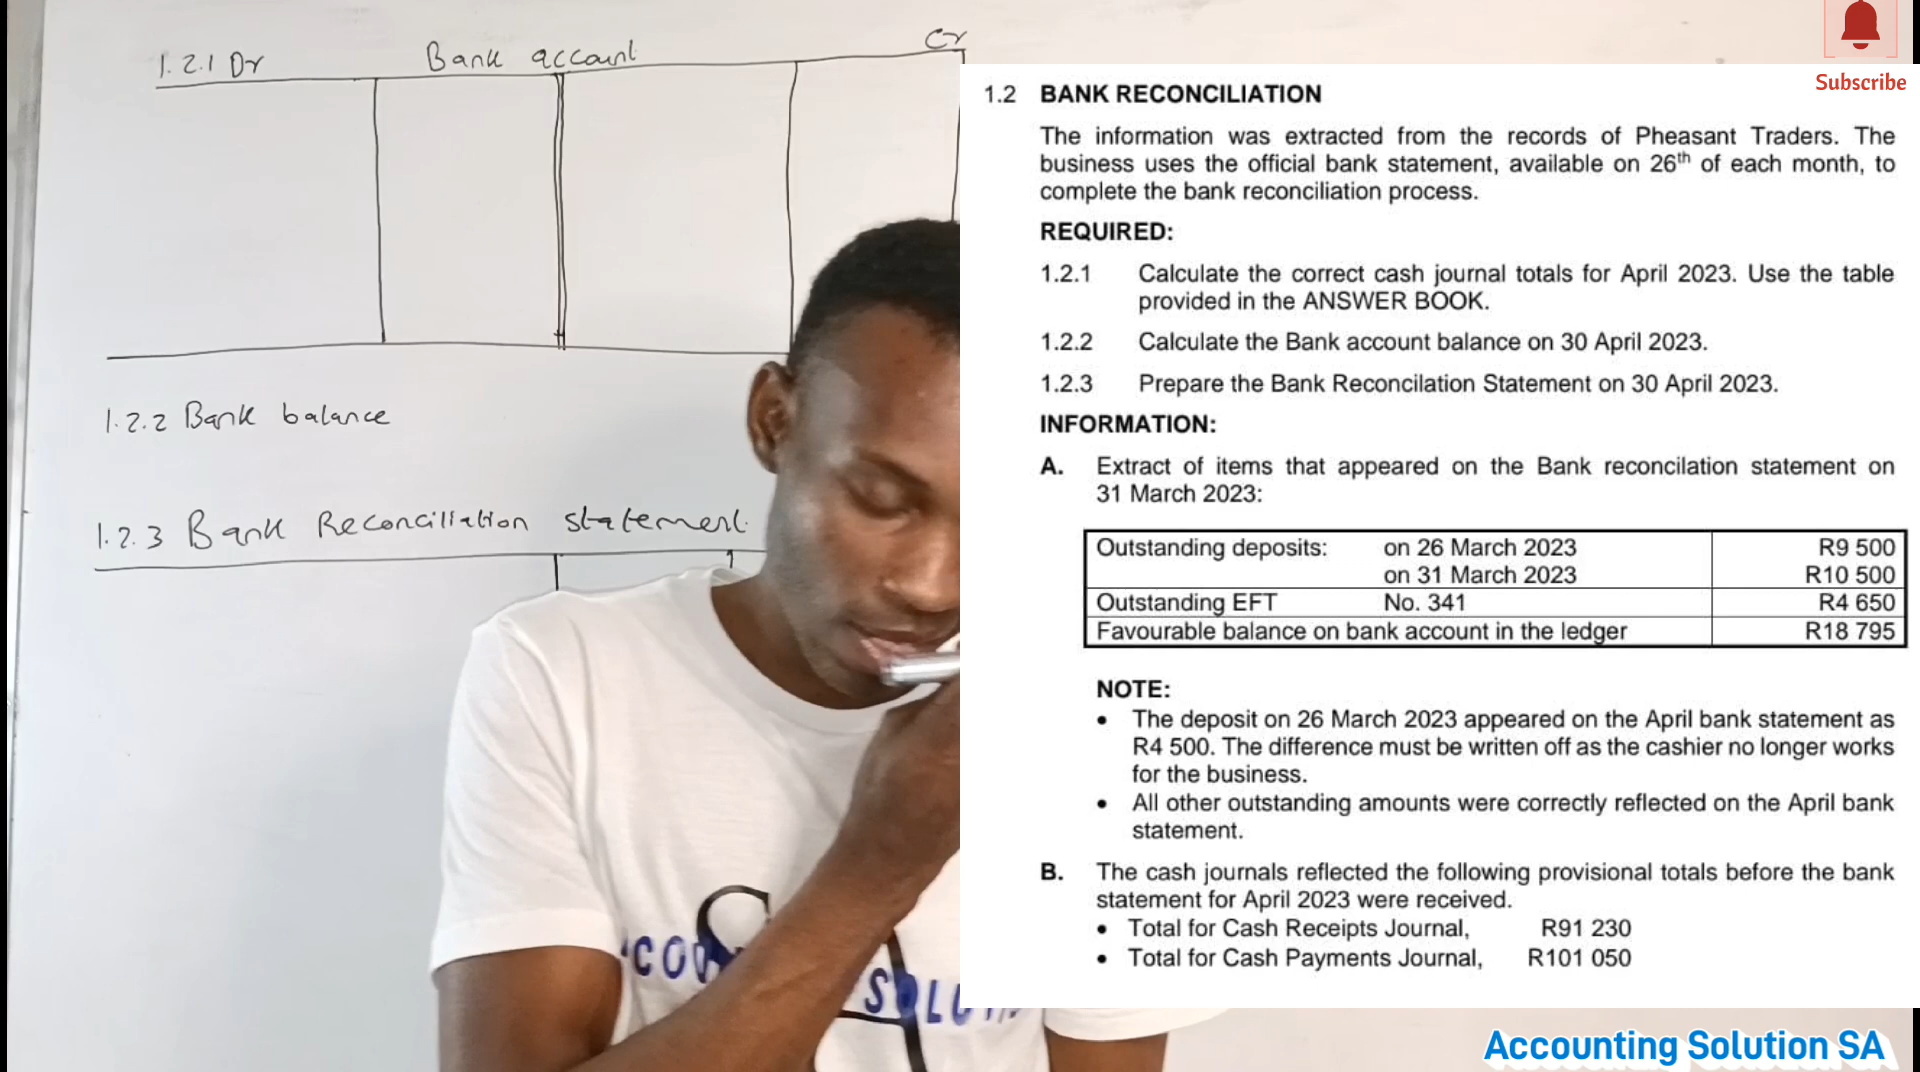 1.2.1 Dr Bank account Cr
1.2.2 Bank balance
1.2.3 Bank Reconcillation statement
Subscribe
1.2 BANK RECONCILIATION
The information was extracted from the records of Pheasant Traders. The
business uses the official bank statement, available on 26th of each month, to
complete the bank reconciliation process.
REQUIRED:
1.2.1 Calculate the correct cash journal totals for April 2023. Use the table
provided in the ANSWER BOOK.
1.2.2 Calculate the Bank account balance on 30 April 2023.
1.2.3 Prepare the Bank Reconcilation Statement on 30 April 2023.
INFORMATION:
A. Extract of items that appeared on the Bank reconcilation statement on
31 March 2023:
Outstanding deposits: on 26 March 2023 R9 500
on 31 March 2023 R10 500
Outstanding EFT No. 341 R4 650
Favourable balance on bank account in the ledger R18 795
NOTE:
• The deposit on 26 March 2023 appeared on the April bank statement as
R4 500. The difference must be written off as the cashier no longer works
for the business.
• All other outstanding amounts were correctly reflected on the April bank
statement.
B. The cash journals reflected the following provisional totals before the bank
statement for April 2023 were received.
• Total for Cash Receipts Journal, R91 230
• Total for Cash Payments Journal, R101 050
Accounting Solution SA